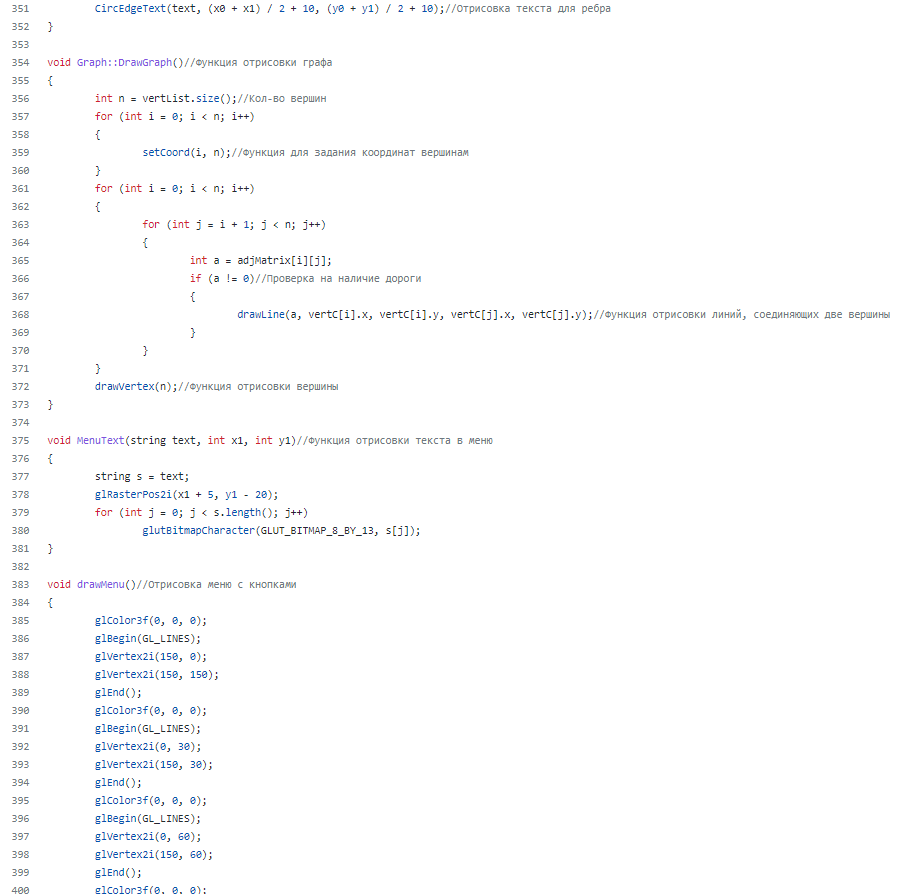 351 CircEdgeText(text, (x0 + x1) / 2 + 10, (y0 + y1) / 2 + 10);//Отрисовка текста для ребра
352 }
353
354 void Graph::DrawGraph()//Функция отрисовки графа
355 {
356 int n = vertList.size();//Кол-во вершин
357 for (int i = 0; i < n; i++)
358 {
359 setCoord(i, n);//Функция для задания координат вершинам
360 }
361 for (int i = 0; i < n; i++)
362 {
363 for (int j = i + 1; j < n; j++)
364 {
365 int a = adjMatrix[i][j];
366 if (a != 0)//Проверка на наличие дороги
367 {
368 drawLine(a, vertC[i].x, vertC[i].y, vertC[j].x, vertC[j].y);//Функция отрисовки линий, соединяющих две вершины
369 }
370 }
371 }
372 drawVertex(n);//Функция отрисовки вершины
373 }
374
375 void MenuText(string text, int x1, int y1)//Функция отрисовки текста в меню
376 {
377 string s = text;
378 glRasterPos2i(x1 + 5, y1 - 20);
379 for (int j = 0; j < s.length(); j++)
380 glutBitmapCharacter(GLUT_BITMAP_8_BY_13, s[j]);
381 }
382
383 void drawMenu()//Отрисовка меню с кнопками
384 {
385 glColor3f(0, 0, 0);
386 glBegin(GL_LINES);
387 glVertex2i(150, 0);
388 glVertex2i(150, 150);
389 glEnd();
390 glColor3f(0, 0, 0);
391 glBegin(GL_LINES);
392 glVertex2i(0, 30);
393 glVertex2i(150, 30);
394 glEnd();
395 glColor3f(0, 0, 0);
396 glBegin(GL_LINES);
397 glVertex2i(0, 60);
398 glVertex2i(150, 60);
399 glEnd();
400 glColor3f(0, 0, 0);